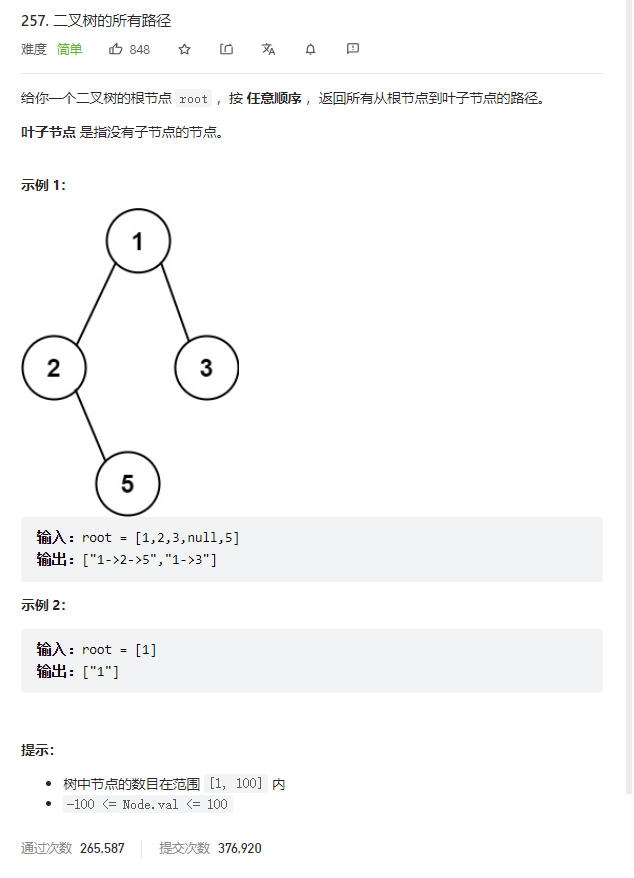 257. 二叉树的所有路径
难度 简单 848
给你一个二叉树的根节点 root ，按 任意顺序 ，返回所有从根节点到叶子节点的路径。
叶子节点 是指没有子节点的节点。
示例 1：
1
2
3
5
输入：root = [1,2,3,null,5]
输出：["1->2->5","1->3"]
示例 2：
输入：root = [1]
输出：["1"]
提示：
树中节点的数目在范围 [1, 100] 内
-100 <= Node.val <= 100
通过次数 265,587 提交次数 376,920